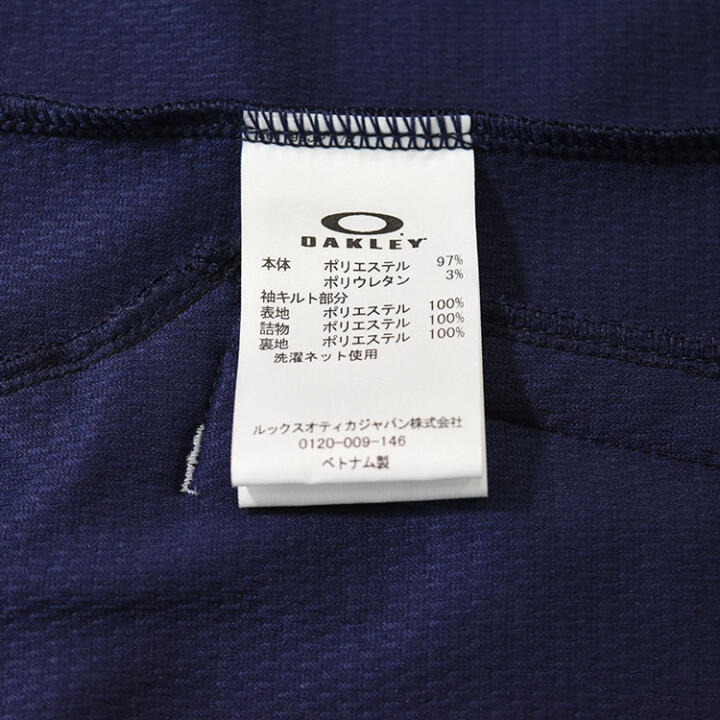 OAKLEY
本体 ポリエステル 97%
ポリウレタン 3%
袖キルト部分
表地 ポリエステル 100%
詰物 ポリエステル 100%
裏地 ポリエステル 100%
洗濯ネット使用
ルックスオティカジャパン株式会社
0120-009-146
ベトナム製